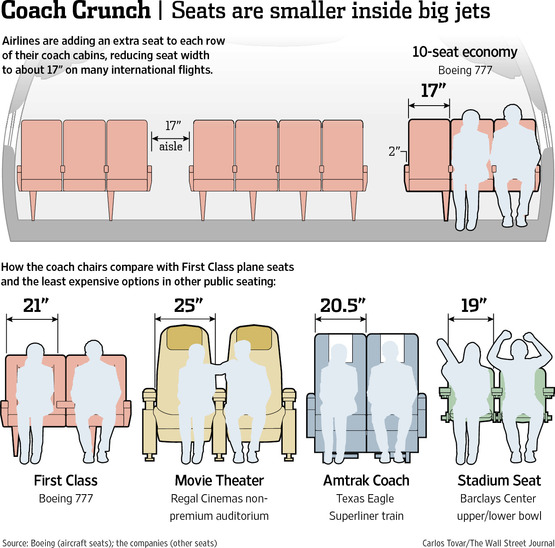 Coach Crunch | Seats are smaller inside big jets
Airlines are adding an extra seat to each row
of their coach cabins, reducing seat width
to about 17” on many international flights.
10-seat economy
Boeing 777
17”
17”
aisle
2”
How the coach chairs compare with First Class plane seats
and the least expensive options in other public seating:
21”
25”
20.5”
19”
First Class
Boeing 777
Movie Theater
Regal Cinemas non-
premium auditorium
Amtrak Coach
Texas Eagle
Superliner train
Stadium Seat
Barclays Center
upper/lower bowl
Source: Boeing (aircraft seats); the companies (other seats)
Carlos Tovar/The Wall Street Journal